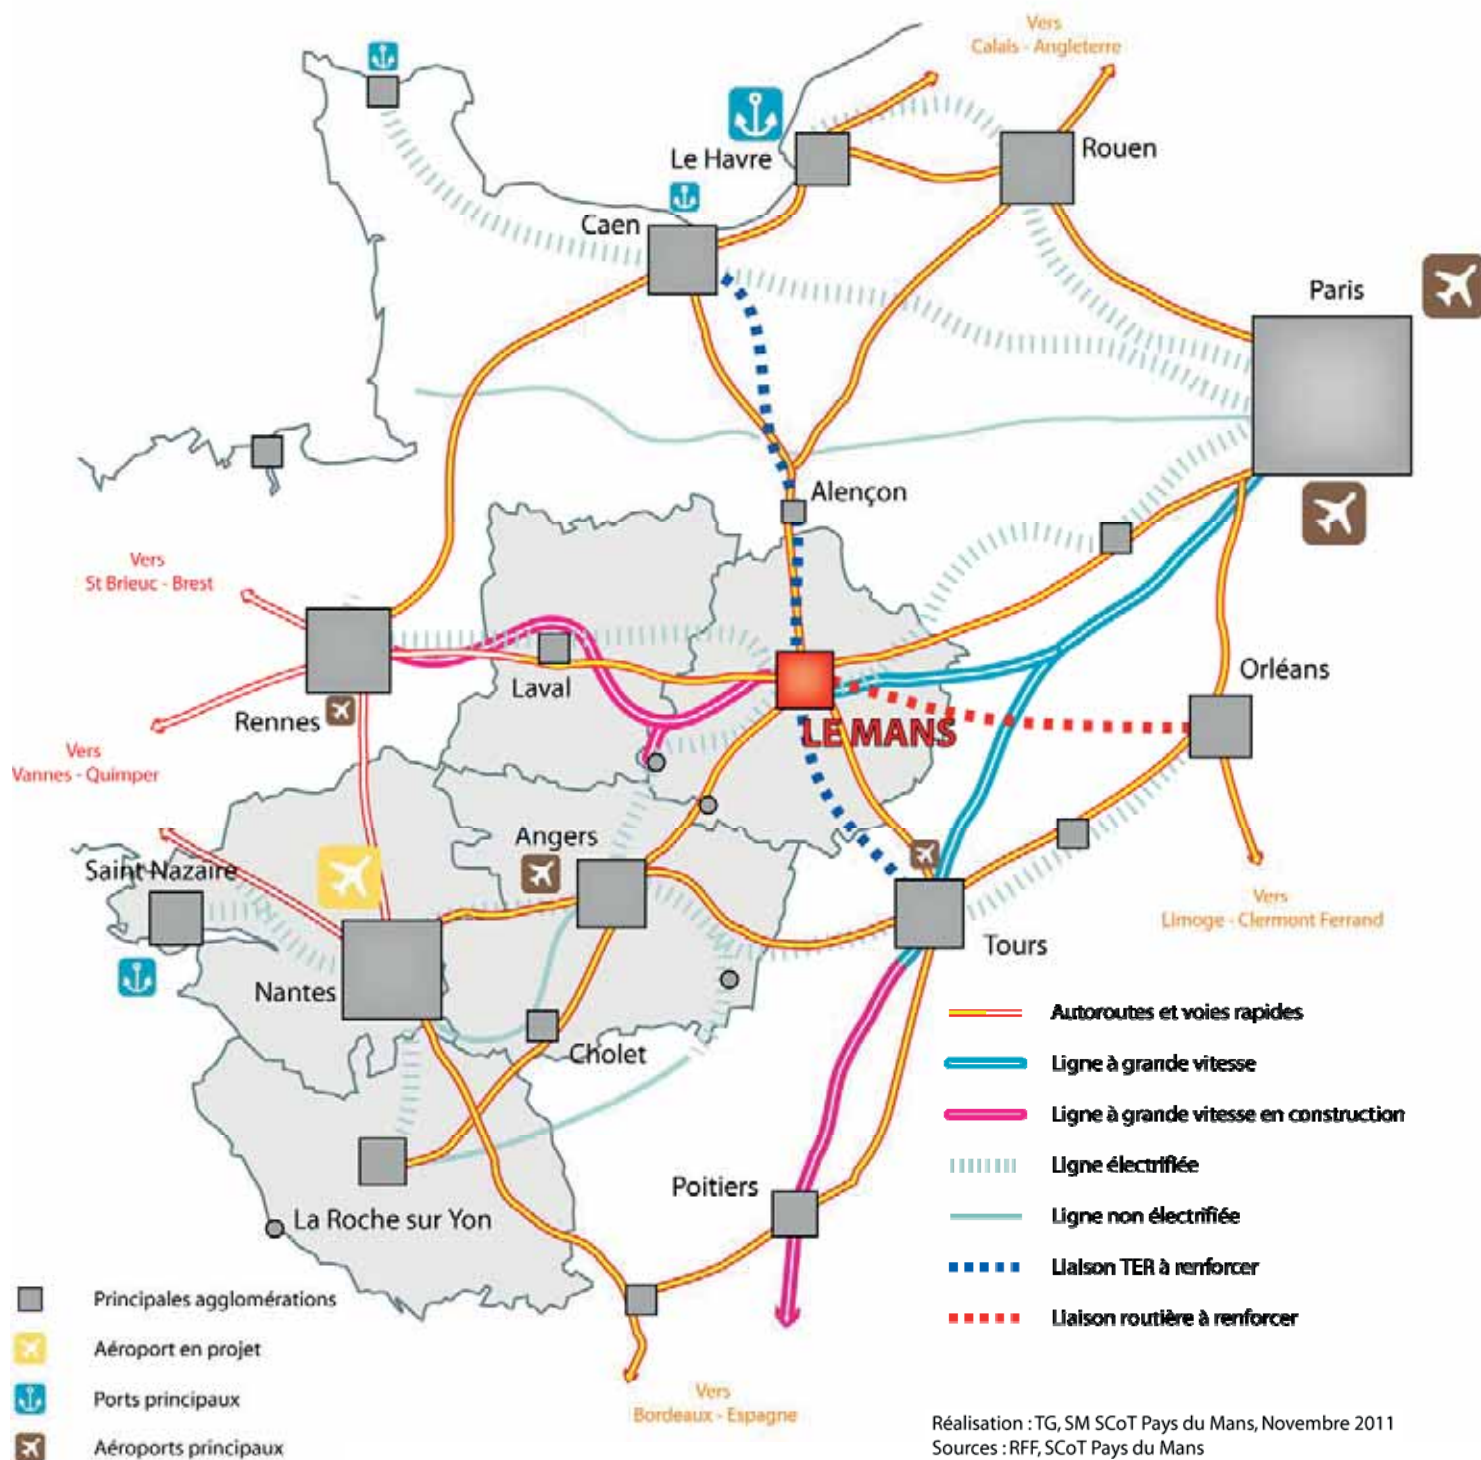 Vers
Calais - Angleterre
Le Havre
Rouen
Caen
Paris
Alençon
Vers
St Brieuc - Brest
Laval
Orléans
Rennes
LE MANS
Vers
Vannes - Quimper
Angers
Saint Nazaire
Vers
Limoge - Clermont Ferrand
Tours
Nantes
Cholet
Autoroutes et voies rapides
Ligne à grande vitesse
Ligne à grande vitesse en construction
Ligne électrifiée
Poitiers
Ligne non électrifiée
La Roche sur Yon
Liaison TER à renforcer
Liaison routière à renforcer
Principales agglomérations
Aéroport en projet
Ports principaux
Aéroports principaux
Vers
Bordeaux - Espagne
Réalisation : TG, SM SCoT Pays du Mans, Novembre 2011
Sources : RFF, SCoT Pays du Mans